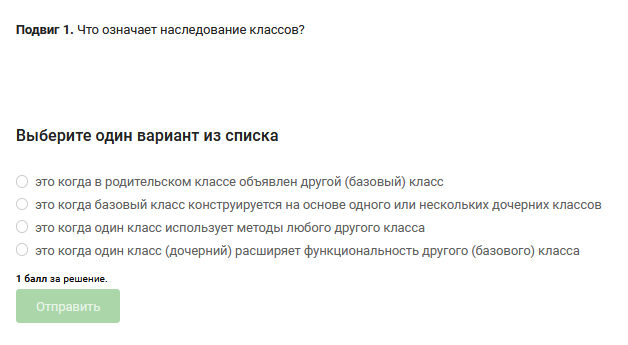 Подвиг 1. Что означает наследование классов?
Выберите один вариант из списка
это когда в родительском классе объявлен другой (базовый) класс
это когда базовый класс конструируется на основе одного или нескольких дочерних классов
это когда один класс использует методы любого другого класса
это когда один класс (дочерний) расширяет функциональность другого (базового) класса
1 балл за решение.
Отправить